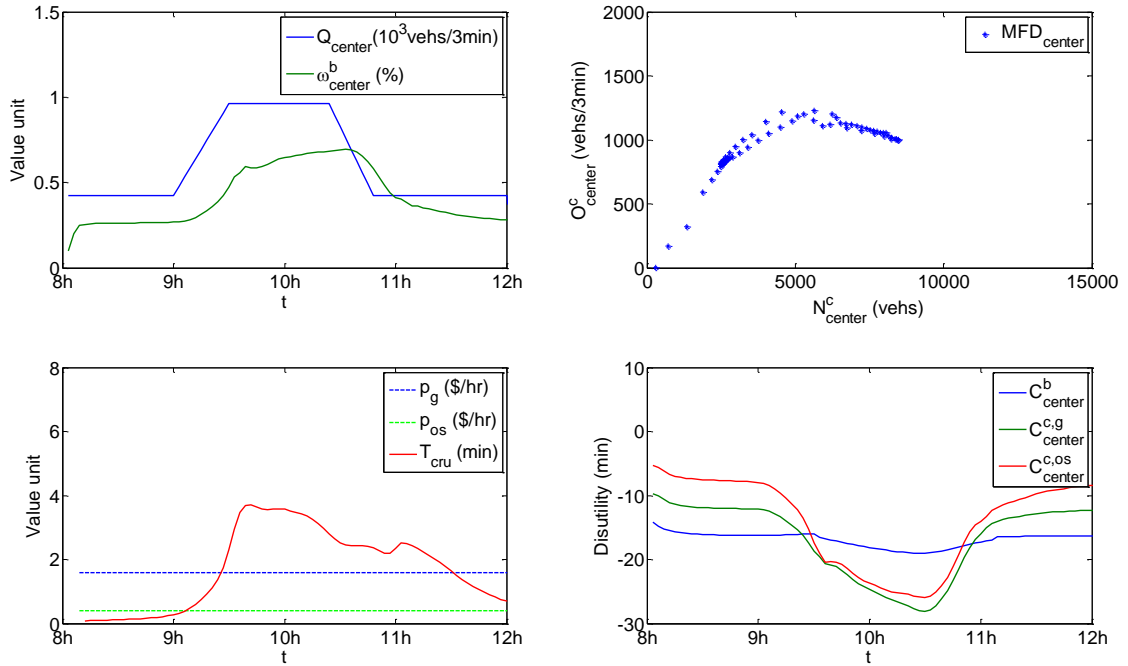 Q_center(10^3vehs/3min)
ω^b_center (%)
Value unit
1.5
1
0.5
0
8h 9h 10h 11h 12h
t
MFD_center
O^c_center (vehs/3min)
2000
1500
1000
500
0
0 5000 10000 15000
N^c_center (vehs)
p_g ($/hr)
p_os ($/hr)
T_cru (min)
Value unit
8
6
4
2
0
8h 9h 10h 11h 12h
t
C^b_center
C^c,g_center
C^c,os_center
Disutility (min)
10
0
-10
-20
-30
8h 9h 10h 11h 12h
t